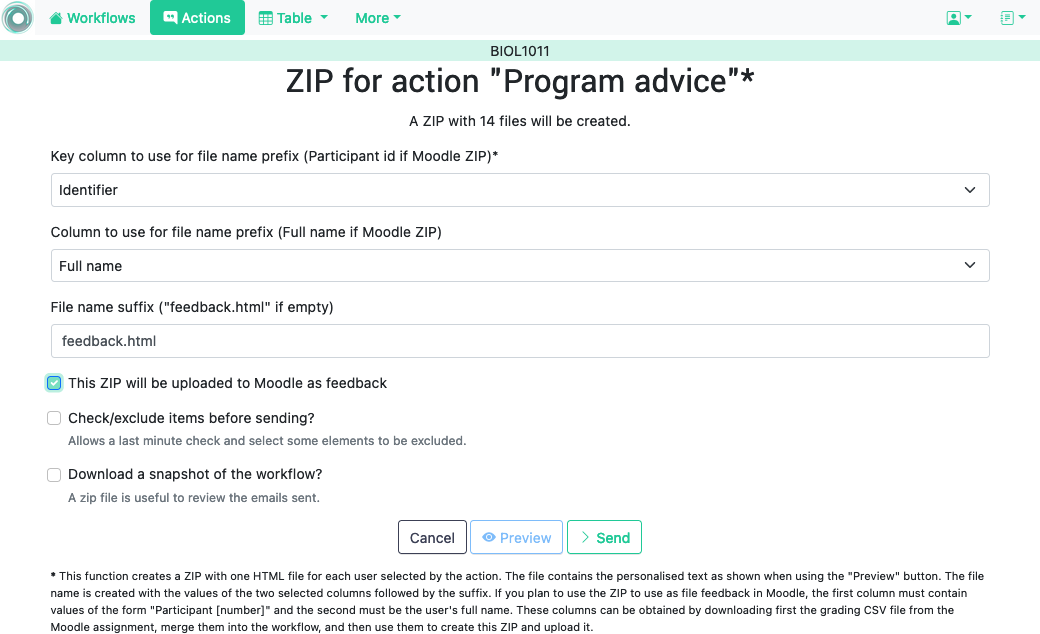 Workflows Actions Table More
BIOL1011
ZIP for action "Program advice"*
A ZIP with 14 files will be created.
Key column to use for file name prefix (Participant id if Moodle ZIP)*
Identifier
Column to use for file name prefix (Full name if Moodle ZIP)
Full name
File name suffix ("feedback.html" if empty)
feedback.html
This ZIP will be uploaded to Moodle as feedback
Check/exclude items before sending?
Allows a last minute check and select some elements to be excluded.
Download a snapshot of the workflow?
A zip file is useful to review the emails sent.
Cancel Preview Send
* This function creates a ZIP with one HTML file for each user selected by the action. The file contains the personalised text as shown when using the "Preview" button. The file
name is created with the values of the two selected columns followed by the suffix. If you plan to use the ZIP to use as file feedback in Moodle, the first column must contain
values of the form "Participant [number]" and the second must be the user's full name. These columns can be obtained by downloading first the grading CSV file from the
Moodle assignment, merge them into the workflow, and then use them to create this ZIP and upload it.